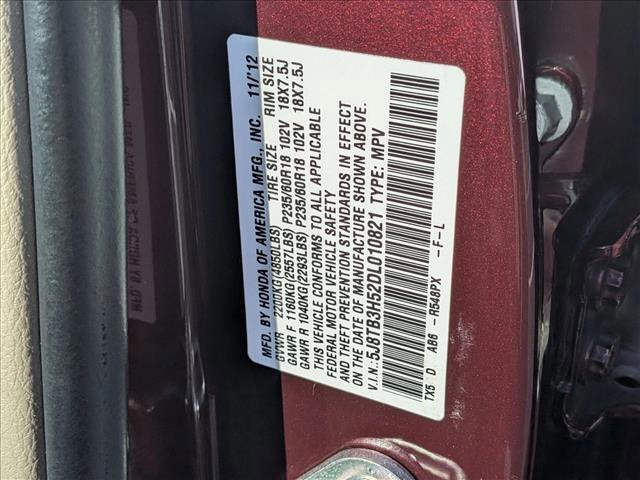 MFD. BY HONDA OF AMERICA MFG., INC. 11/'12
GVWR 2200KG(4850LBS) TIRE SIZE RIM SIZE
GAWR F 1160KG(2557LBS) P235/60R18 102V 18X7.5J
GAWR R 1040KG(2293LBS) P235/60R18 102V 18X7.5J
THIS VEHICLE CONFORMS TO ALL APPLICABLE
FEDERAL MOTOR VEHICLE SAFETY
AND THEFT PREVENTION STANDARDS IN EFFECT
ON THE DATE OF MANUFACTURE SHOWN ABOVE.
V.I.N.: 5J8TB3H52DL010821 TYPE: MPV
TX5 D AB6 -R548PX -F-L